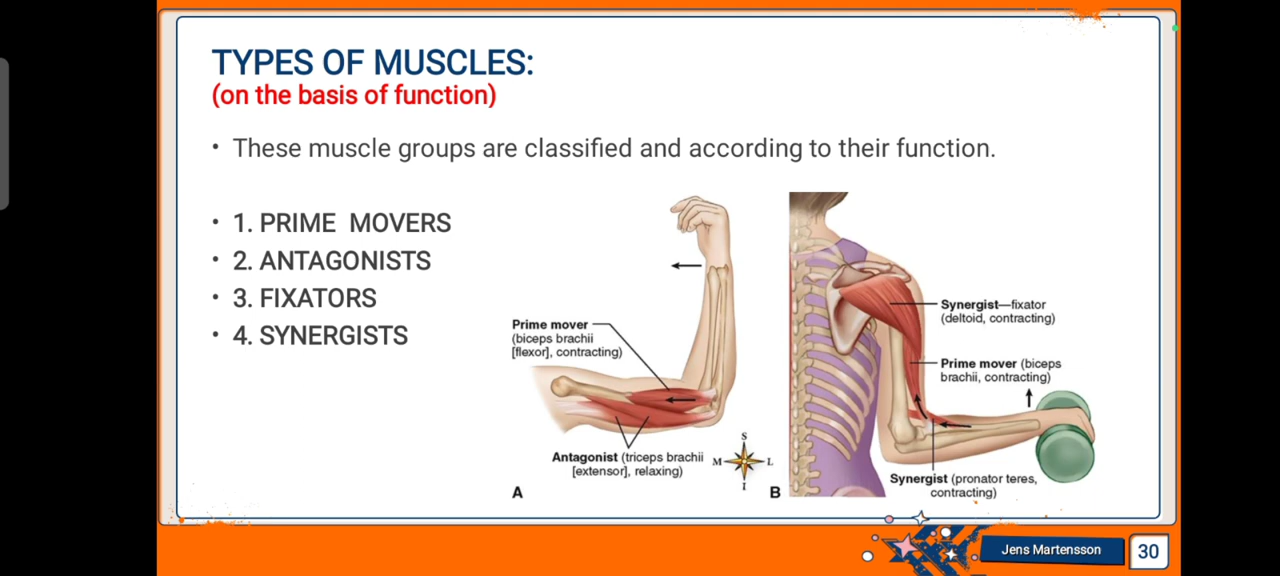 TYPES OF MUSCLES:
(on the basis of function)
• These muscle groups are classified and according to their function.
• 1. PRIME MOVERS
• 2. ANTAGONISTS
• 3. FIXATORS
• 4. SYNERGISTS
Prime mover
(biceps brachii
[flexor], contracting)
Antagonist (triceps brachii
[extensor], relaxing)
A
S
M
L
I
B
Synergist—fixator
(deltoid, contracting)
Prime mover (biceps
brachii, contracting)
Synergist (pronator teres,
contracting)
Jens Martensson
30